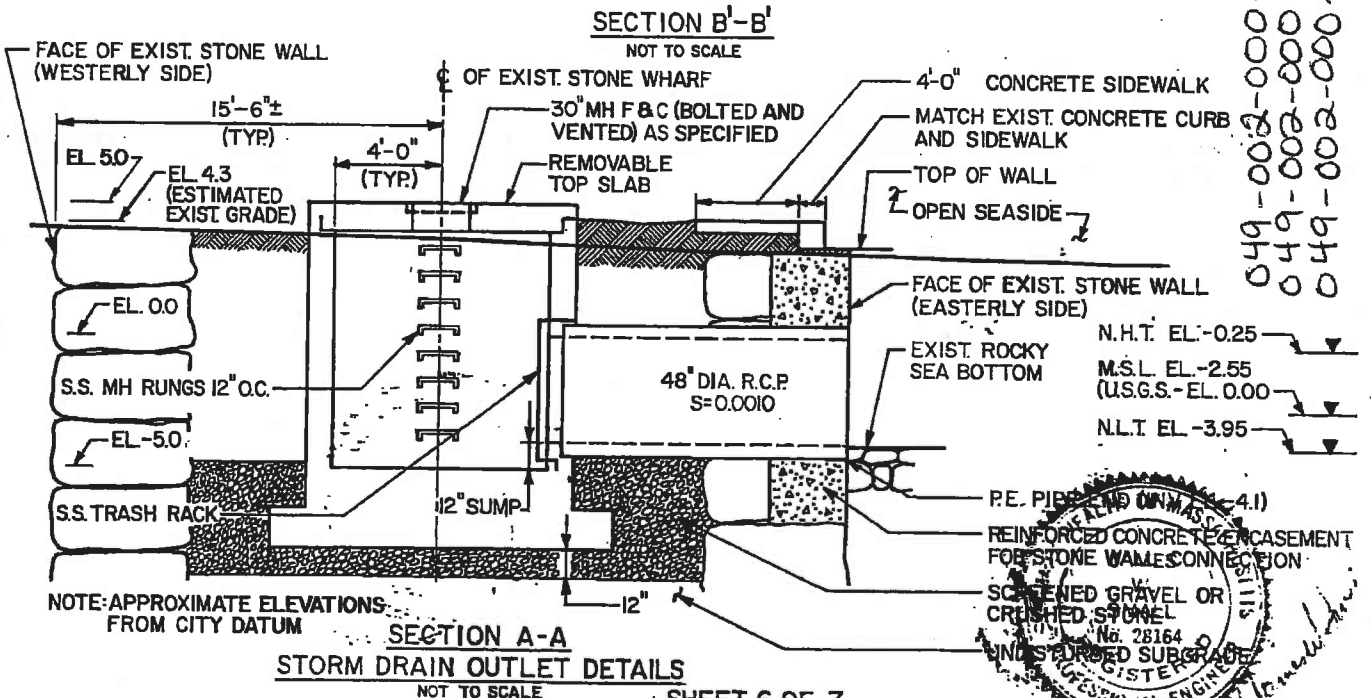 SECTION B'-B'
NOT TO SCALE
FACE OF EXIST. STONE WALL
(WESTERLY SIDE)
℄ OF EXIST. STONE WHARF
15'-6"±
(TYP.)
30" MH F & C (BOLTED AND
VENTED) AS SPECIFIED
4'-0" CONCRETE SIDEWALK
MATCH EXIST. CONCRETE CURB
AND SIDEWALK
EL. 5.0
EL. 4.3
(ESTIMATED
EXIST. GRADE)
4'-0"
(TYP.)
REMOVABLE
TOP SLAB
TOP OF WALL
OPEN SEASIDE
FACE OF EXIST. STONE WALL
(EASTERLY SIDE)
EL. 0.0
N.H.T. EL.-0.25
EXIST. ROCKY
SEA BOTTOM
M.S.L. EL.-2.55
(U.S.G.S.-EL. 0.00
S.S. MH RUNGS 12" O.C.
48" DIA. R.C.P.
S=0.0010
N.L.T. EL.-3.95
EL.-5.0
S.S. TRASH RACK
12" SUMP
P.E. PIPE END (INV. -4.1)
REINFORCED CONCRETE ENCASEMENT
FOR STONE WALL CONNECTION
SCREENED GRAVEL OR
CRUSHED STONE
No. 28164
UNDISTURBED SUBGRADE
12"
NOTE: APPROXIMATE ELEVATIONS
FROM CITY DATUM
SECTION A-A
STORM DRAIN OUTLET DETAILS
NOT TO SCALE
SHEET 6 OF 7
049-002-000
049-002-000
049-002-000